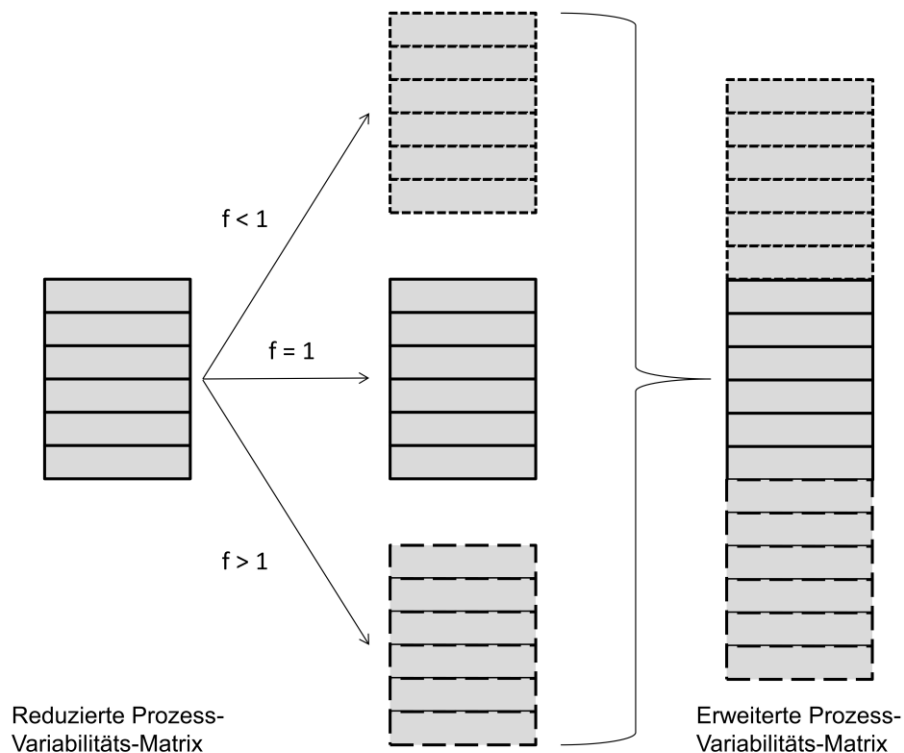 f < 1
f = 1
f > 1
Reduzierte Prozess-
Variabilitäts-Matrix
Erweiterte Prozess-
Variabilitäts-Matrix